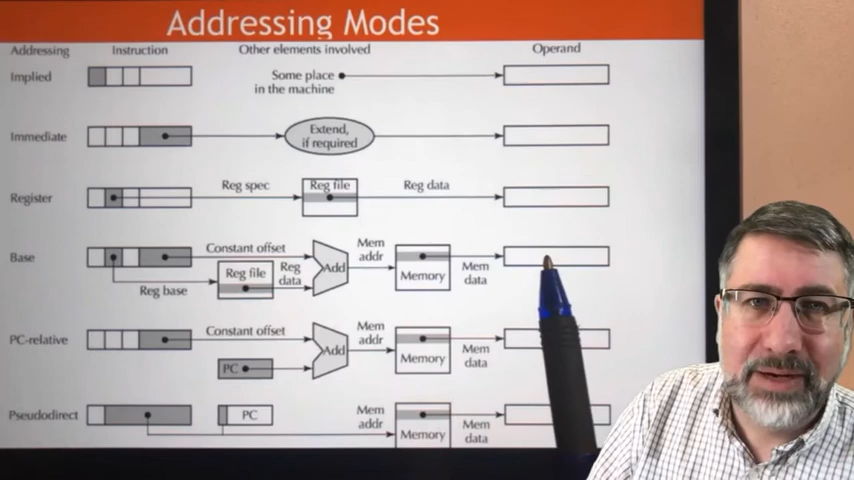 Addressing Modes
Addressing Instruction Other elements involved Operand
Implied
Some place
in the machine
Immediate
Extend,
if required
Register
Reg spec
Reg file
Reg data
Base
Constant offset
Reg base
Reg file
Reg
data
Add
Mem
addr
Memory
Mem
data
PC-relative
Constant offset
PC
Add
Mem
addr
Memory
Mem
data
Pseudodirect
PC
Mem
addr
Memory
Mem
data